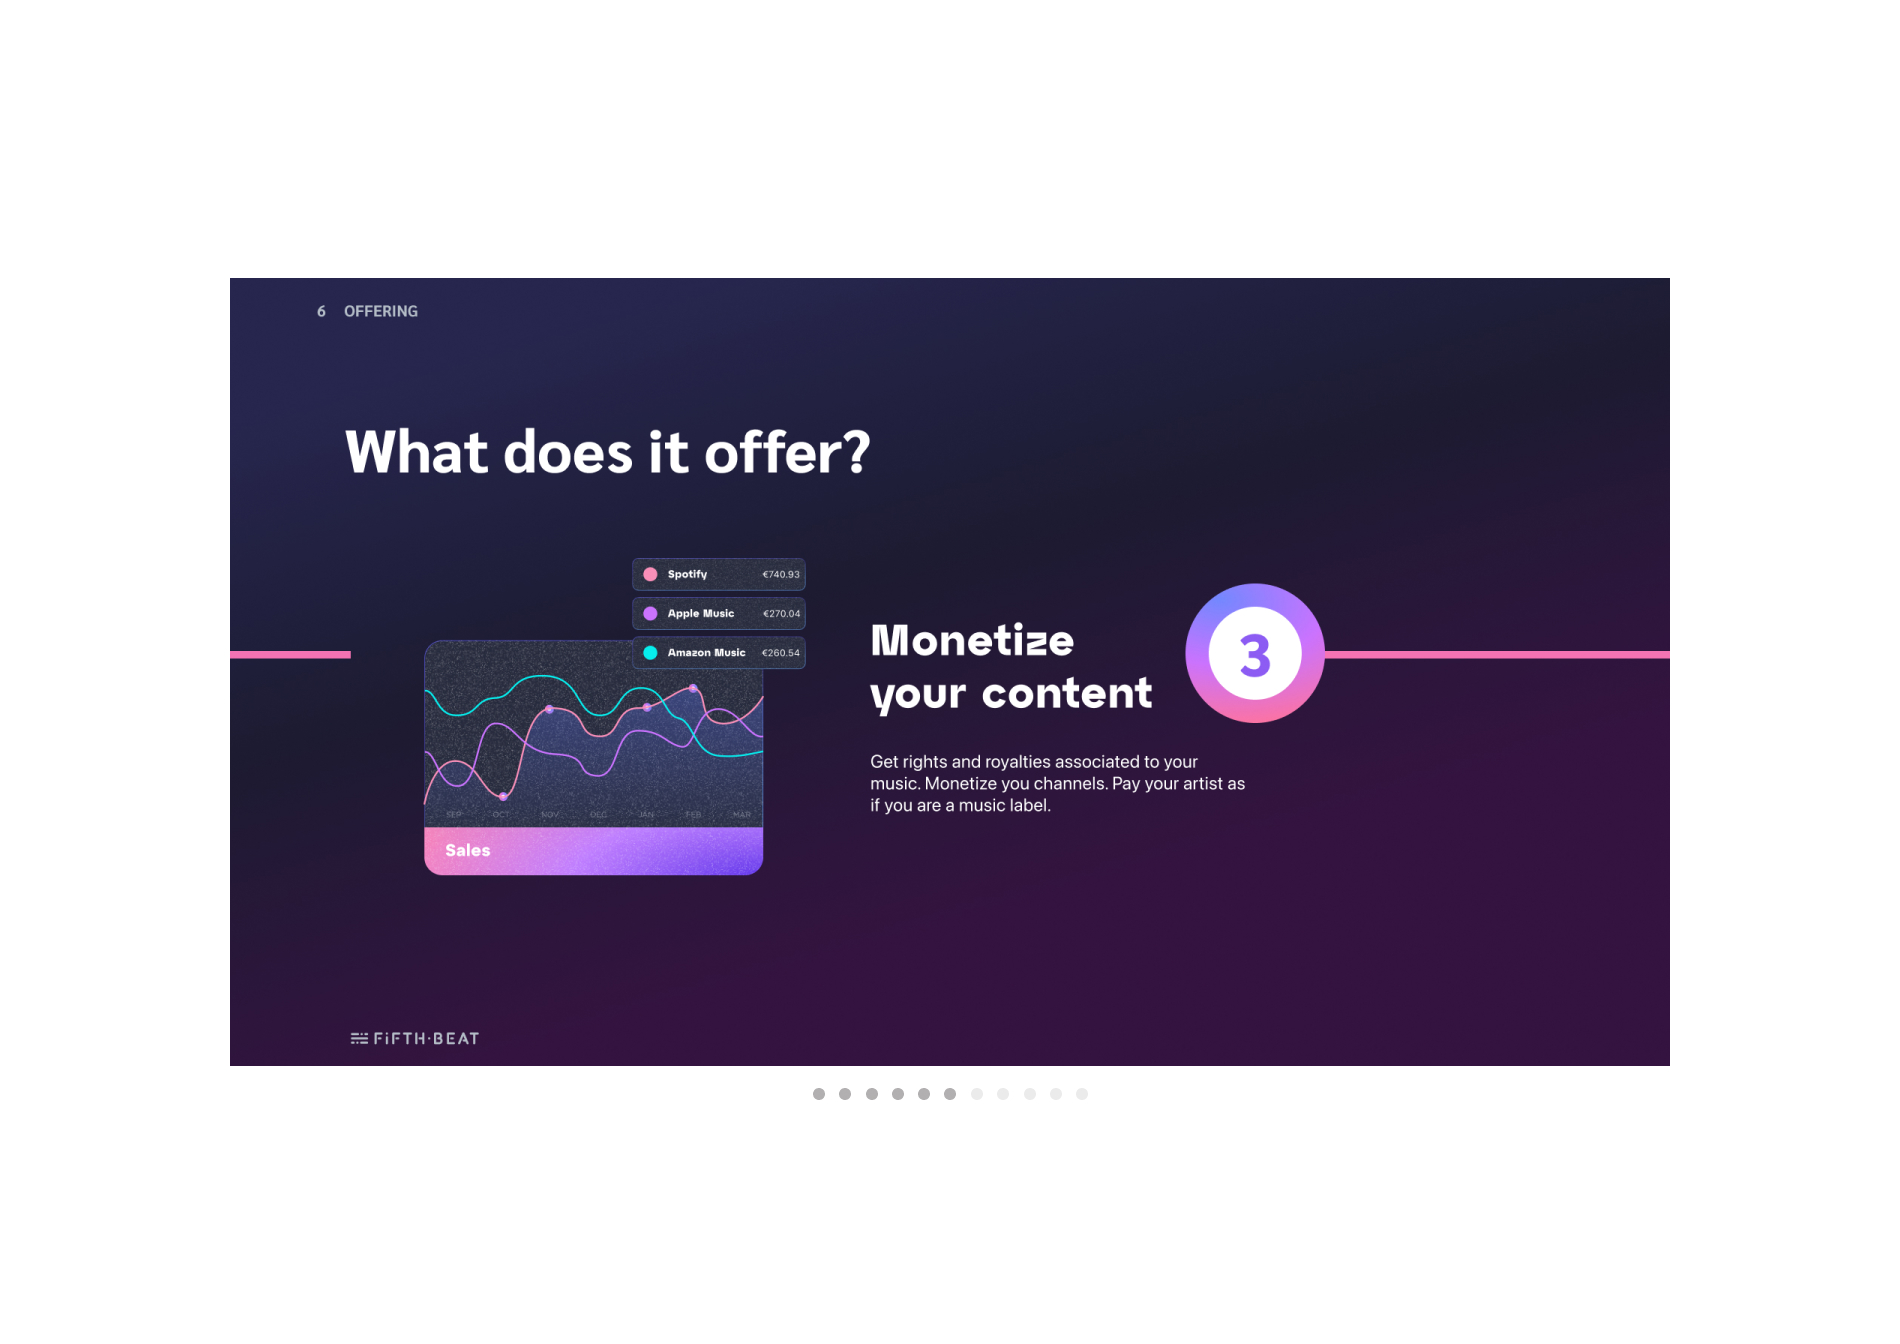 6 OFFERING
What does it offer?
Spotify €740.93
Apple Music €270.04
Amazon Music €260.54
SEP OCT NOV DEC JAN FEB MAR
Sales
Monetize
your content
3
Get rights and royalties associated to your
music. Monetize you channels. Pay your artist as
if you are a music label.
FiFTH·BEAT